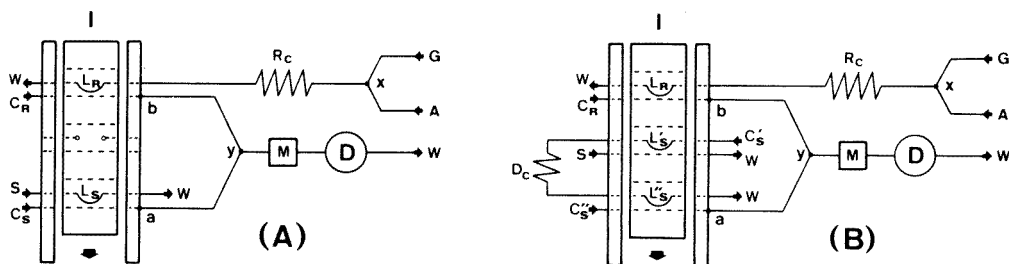 I
W
L_R
R_C
G
C_R
b
x
A
y
M
D
W
S
L_S
W
C_S
a
(A)
I
W
L_R
R_C
G
C_R
b
x
A
L'_S
C'_S
S
W
y
M
D
W
D_C
L''_S
W
C''_S
a
(B)